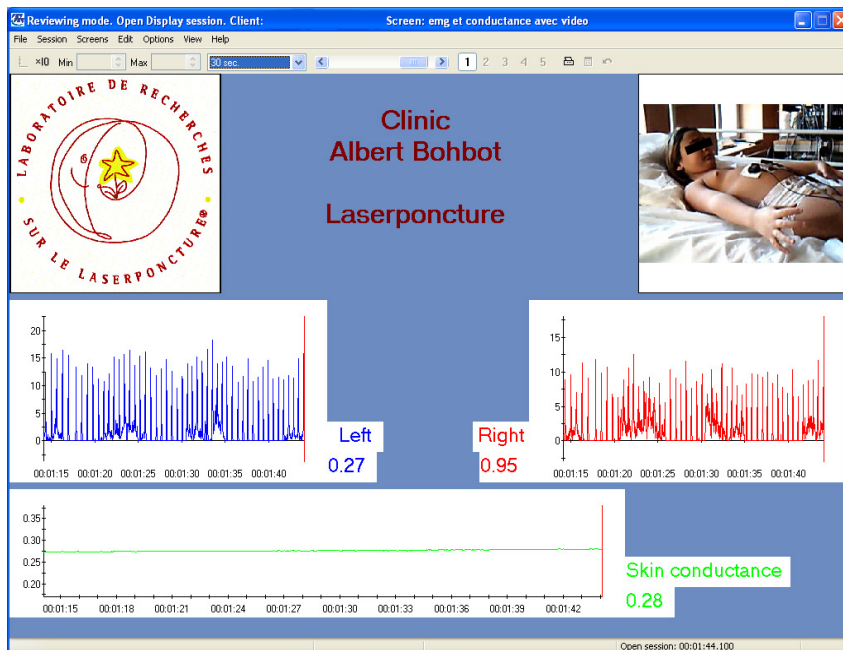 Reviewing mode. Open Display session. Client:
Screen: emg et conductance avec video
File Session Screens Edit Options View Help
×10 Min Max 30 sec. 1 2 3 4 5
LABORATOIRE DE RECHERCHES
SUR LE LASERPONCTURE®
Clinic
Albert Bohbot
Laserponcture
20
15
10
5
0
00:01:15 00:01:20 00:01:25 00:01:30 00:01:35 00:01:40
Left
0.27
Right
0.95
20
15
10
5
0
00:01:15 00:01:20 00:01:25 00:01:30 00:01:35 00:01:40
0.35
0.30
0.25
0.20
00:01:15 00:01:18 00:01:21 00:01:24 00:01:27 00:01:30 00:01:33 00:01:36 00:01:39 00:01:42
Skin conductance
0.28
Open session: 00:01:44.100